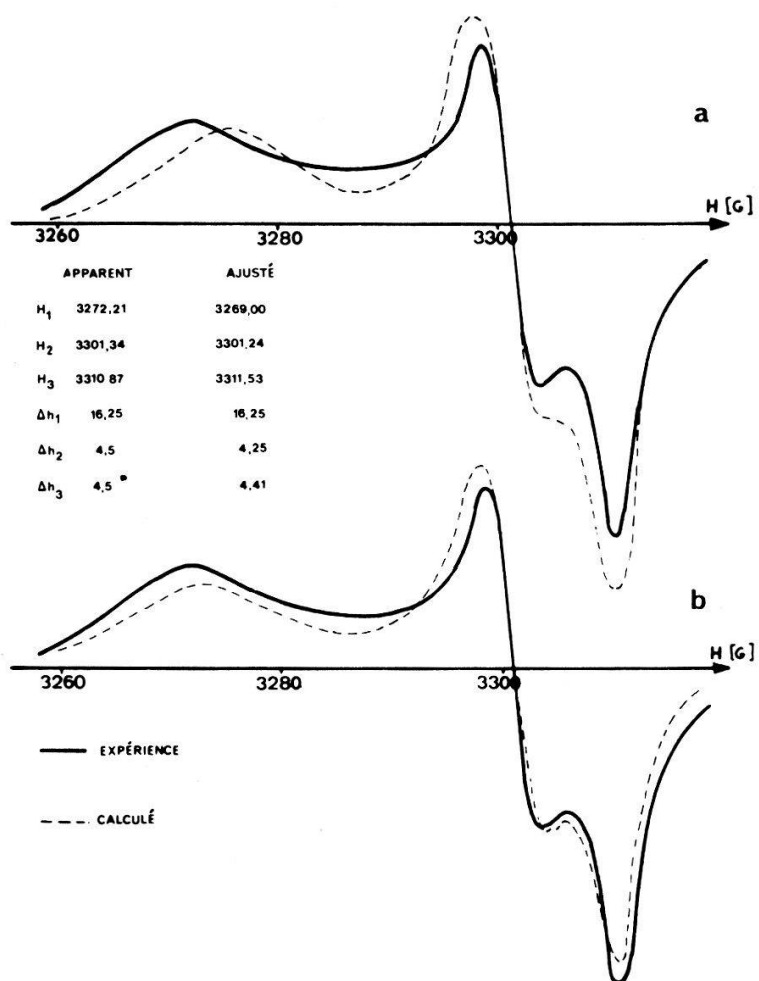 a
H [G]
3260 3280 3300
APPARENT AJUSTÉ
H1 3272,21 3269,00
H2 3301,34 3301,24
H3 3310 87 3311,53
Δh1 16,25 16,25
Δh2 4,5 4,25
Δh3 4,5 4,41
b
H [G]
3260 3280 3300
EXPÉRIENCE
CALCULÉ